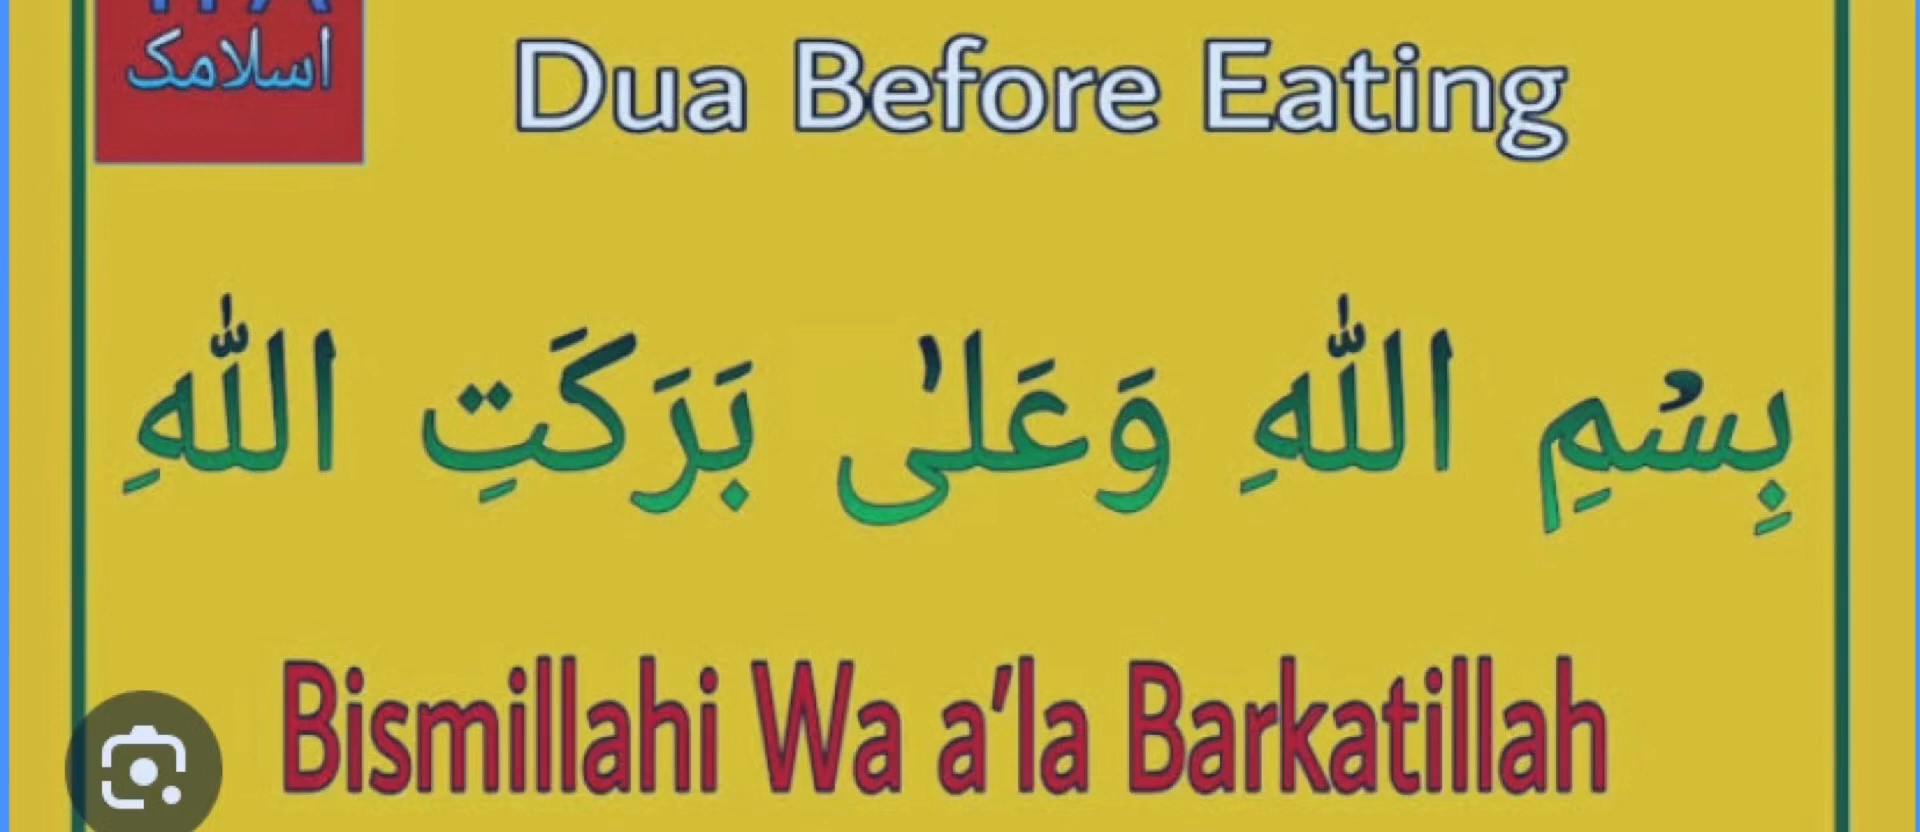 اسلامک
Dua Before Eating
بِسْمِ اللّٰهِ وَعَلٰى بَرَكَتِ اللّٰهِ
Bismillahi Wa a’la Barkatillah